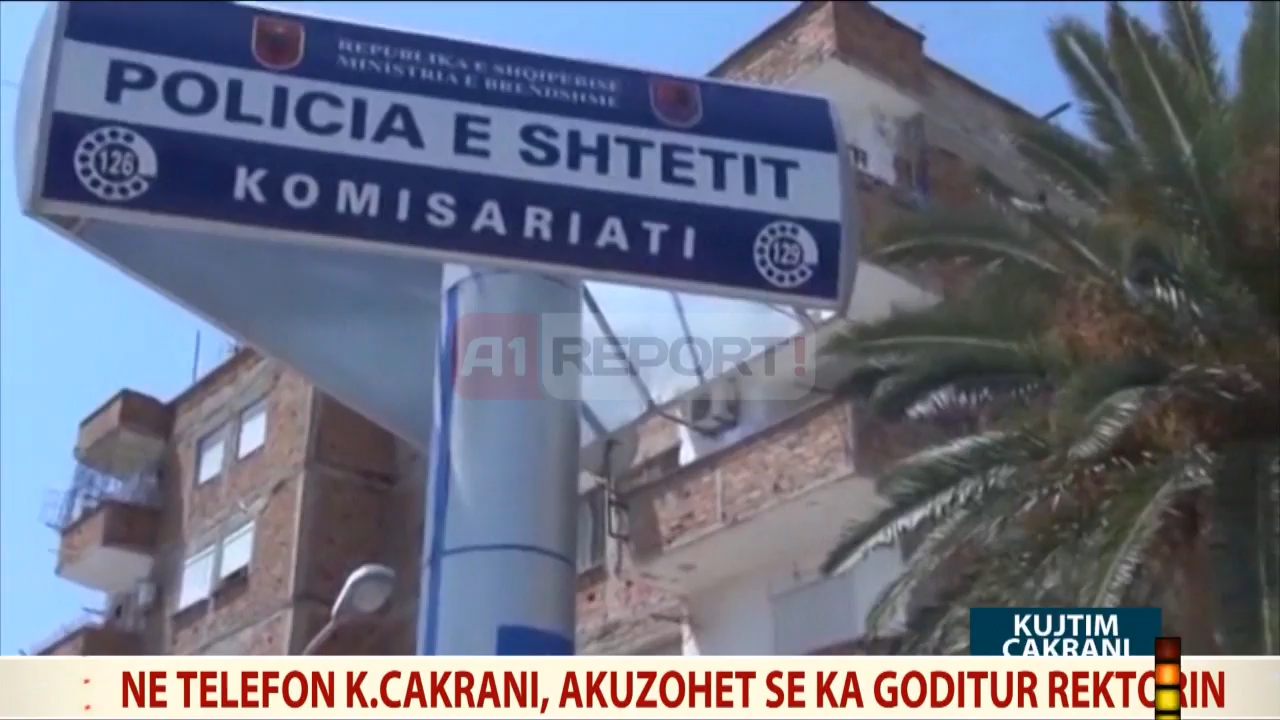 REPUBLIKA E SHQIPERISE
MINISTRIA E BRENDSHME
POLICIA E SHTETIT
126
KOMISARIATI
129
A1 REPORT!
KUJTIM
CAKRANI
NE TELEFON K.CAKRANI, AKUZOHET SE KA GODITUR REKTORIN